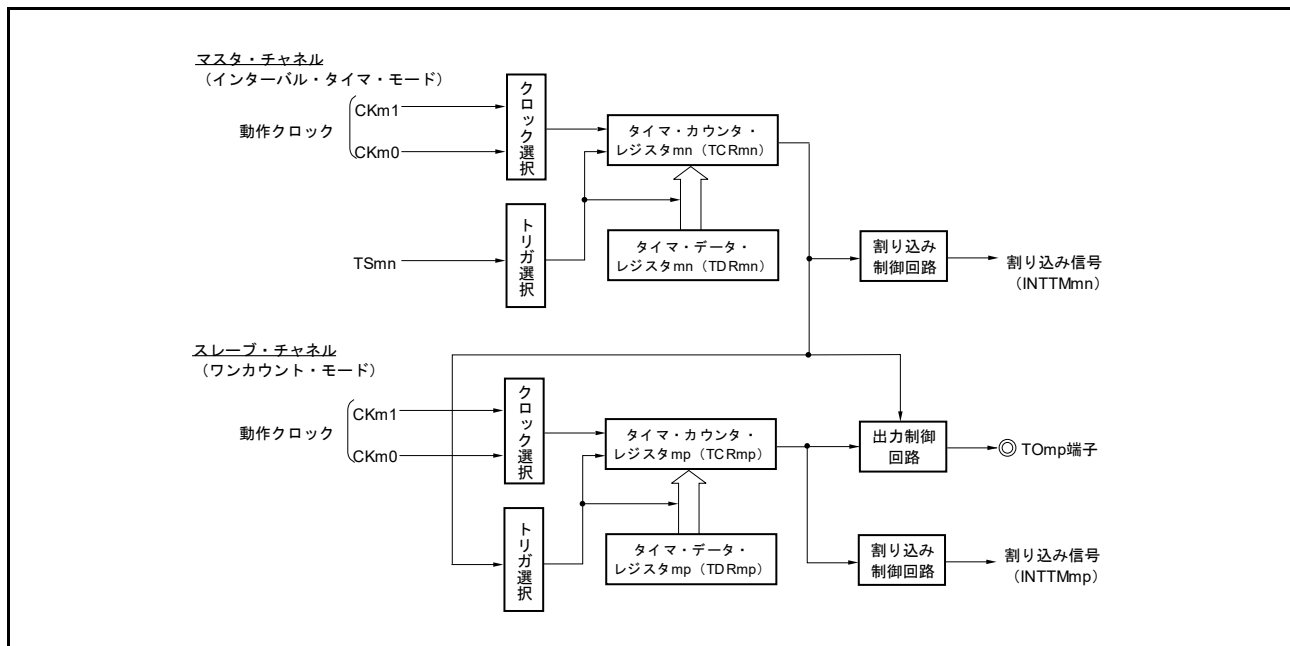 マスタ・チャネル
（インターバル・タイマ・モード）
動作クロック
CKm1
CKm0
クロック選択
タイマ・カウンタ・
レジスタmn（TCRmn）
TSmn
トリガ選択
タイマ・データ・
レジスタmn（TDRmn）
割り込み
制御回路
割り込み信号
（INTTMmn）
スレーブ・チャネル
（ワンカウント・モード）
動作クロック
CKm1
CKm0
クロック選択
タイマ・カウンタ・
レジスタmp（TCRmp）
出力制御
回路
TOmp端子
トリガ選択
タイマ・データ・
レジスタmp（TDRmp）
割り込み
制御回路
割り込み信号
（INTTMmp）